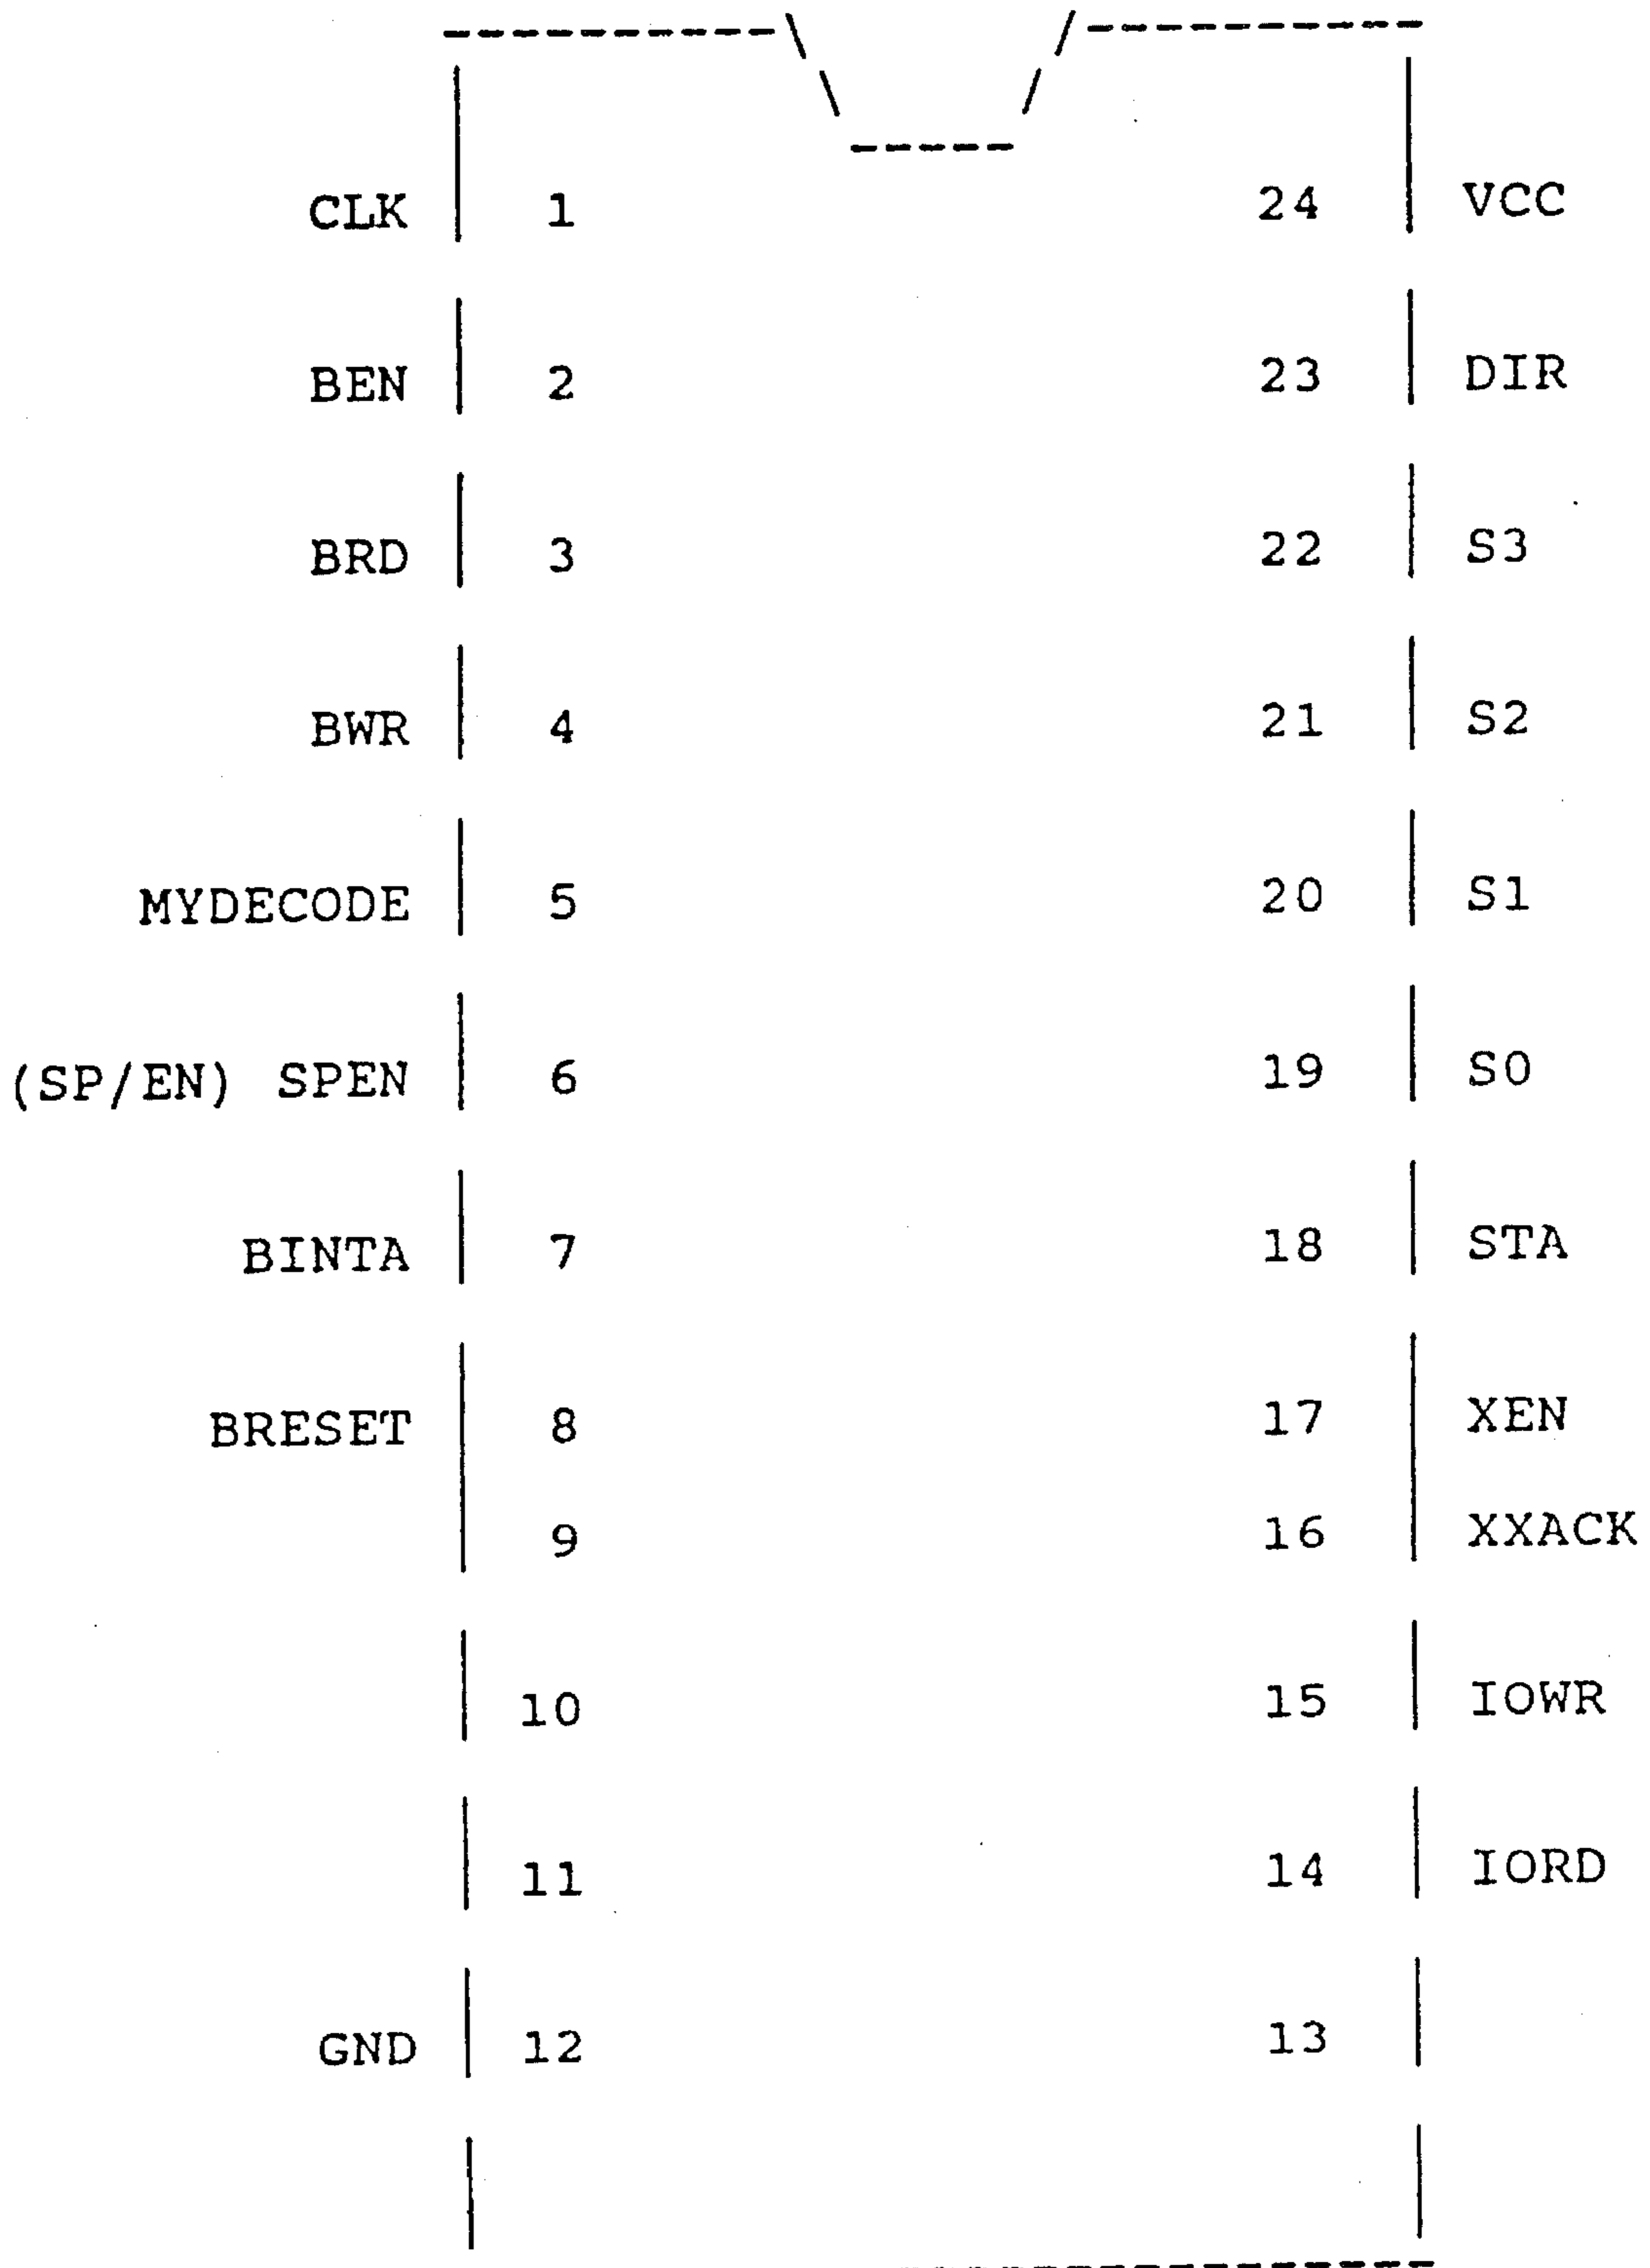 CLK 1 24 VCC
BEN 2 23 DIR
BRD 3 22 S3
BWR 4 21 S2
MYDECODE 5 20 S1
(SP/EN) SPEN 6 19 S0
BINTA 7 18 STA
BRESET 8 17 XEN
9 16 XXACK
10 15 IOWR
11 14 IORD
GND 12 13